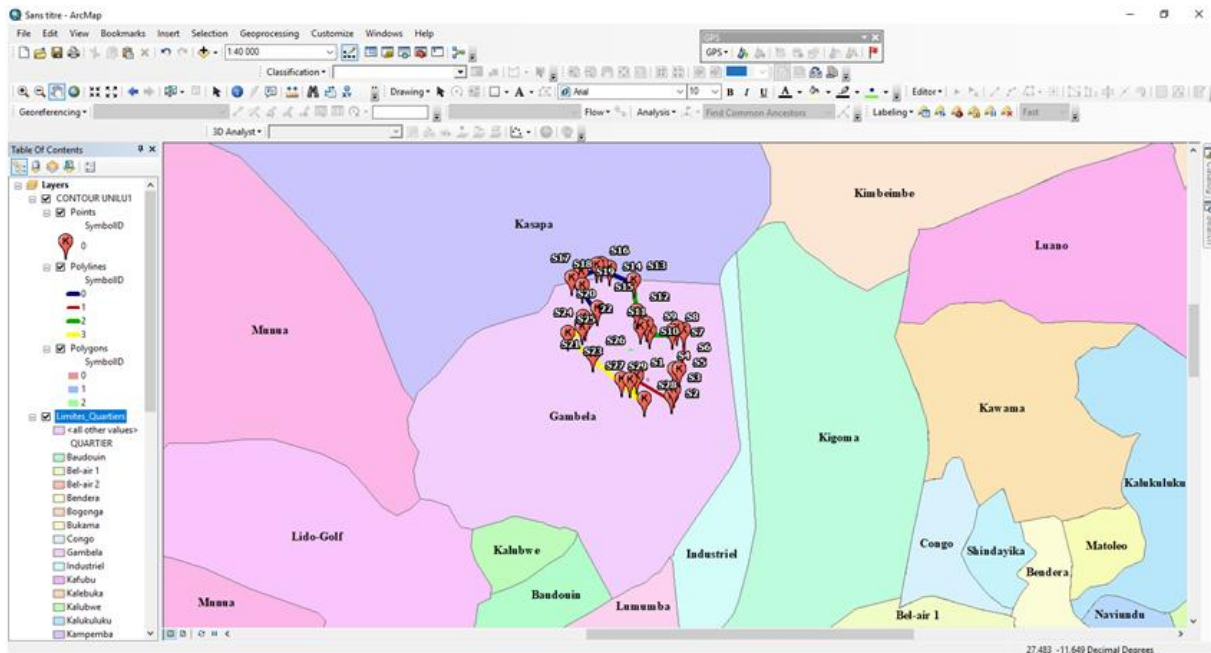 Sans titre - ArcMap
File Edit View Bookmarks Insert Selection Geoprocessing Customize Windows Help
GPS
1:40 000
GPS
Classification
Drawing Arial 10 B I U A Editor
Georeferencing Flow Analysis Find Common Ancestors Labeling Fast
3D Analyst
Table Of Contents
Layers
CONTOUR UNILU1
Points
SymbolID
0
Polylines
SymbolID
0
1
2
3
Polygons
SymbolID
0
1
2
Limites_Quartiers
<all other values>
QUARTIER
Baudouin
Bel-air 1
Bel-air 2
Bendera
Bogonga
Bukama
Congo
Gambela
Industriel
Kafubu
Kalebuka
Kalubwe
Kalukuluku
Kampemba
Kimbeimbe
Kasapa
Luano
S16
S17 S18 S14 S13
S19
S15
S20 S12
S24 22 S11 S9 S8
S25 S10 S7
S21 S26 S6
S23 S1 S4 S5
S27 S29 S3
S28 S2
Munua
Gambela
Kawama
Kigoma
Kalukuluku
Lido-Golf
Kalubwe
Industriel
Congo
Shindayika
Matoleo
Bendera
Munua
Baudouin
Lumumba
Bel-air 1
Naviundu
27.483 -11.649 Decimal Degrees